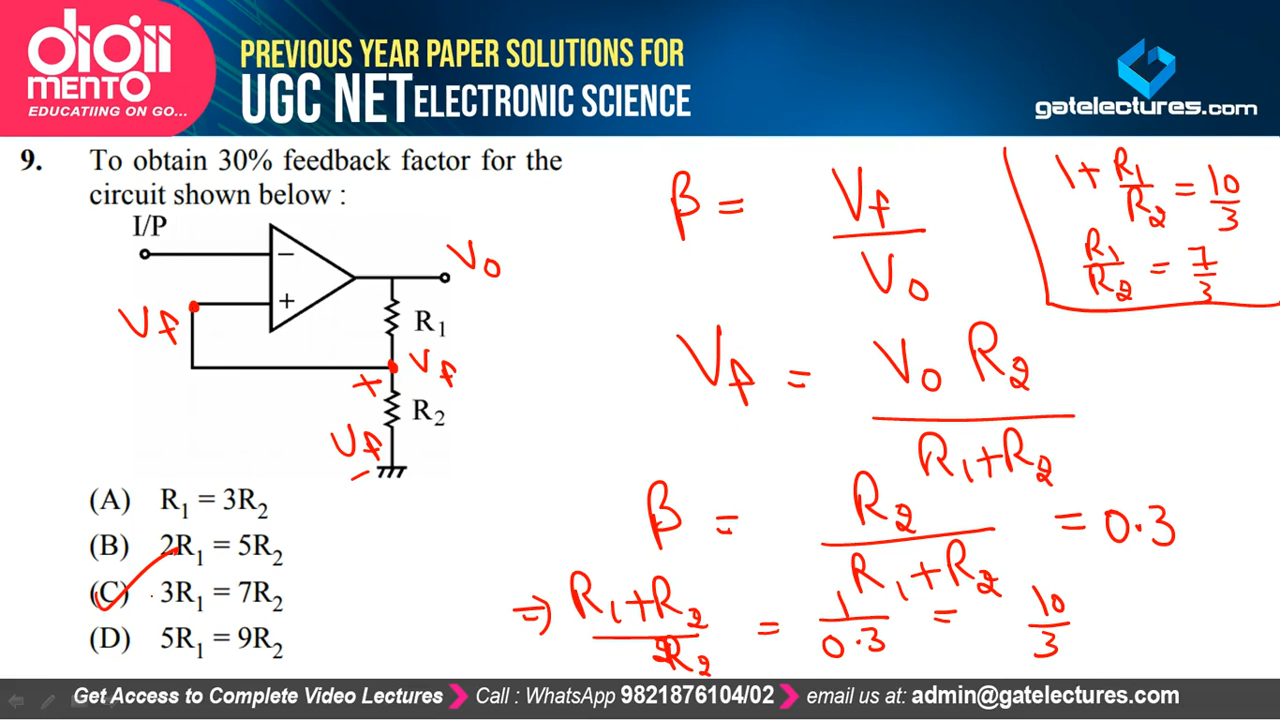 digii
MENTO
EDUCATIING ON GO...
PREVIOUS YEAR PAPER SOLUTIONS FOR
UGC NET ELECTRONIC SCIENCE
gatelectures.com
9. To obtain 30% feedback factor for the
circuit shown below :
I/P
−
+
V₀
R₁
R₂
Vf
Vf
+
Vf
−
(A) R₁ = 3R₂
(B) 2R₁ = 5R₂
(C) 3R₁ = 7R₂
(D) 5R₁ = 9R₂
β = Vf / V₀
1 + R₁/R₂ = 10/3
R₁/R₂ = 7/3
Vf = V₀ R₂ / R₁+R₂
β = R₂ / R₁+R₂ = 0.3
⇒ R₁+R₂ / R₂ = 1/0.3 = 10/3
Get Access to Complete Video Lectures
Call : WhatsApp 9821876104/02
email us at: admin@gatelectures.com